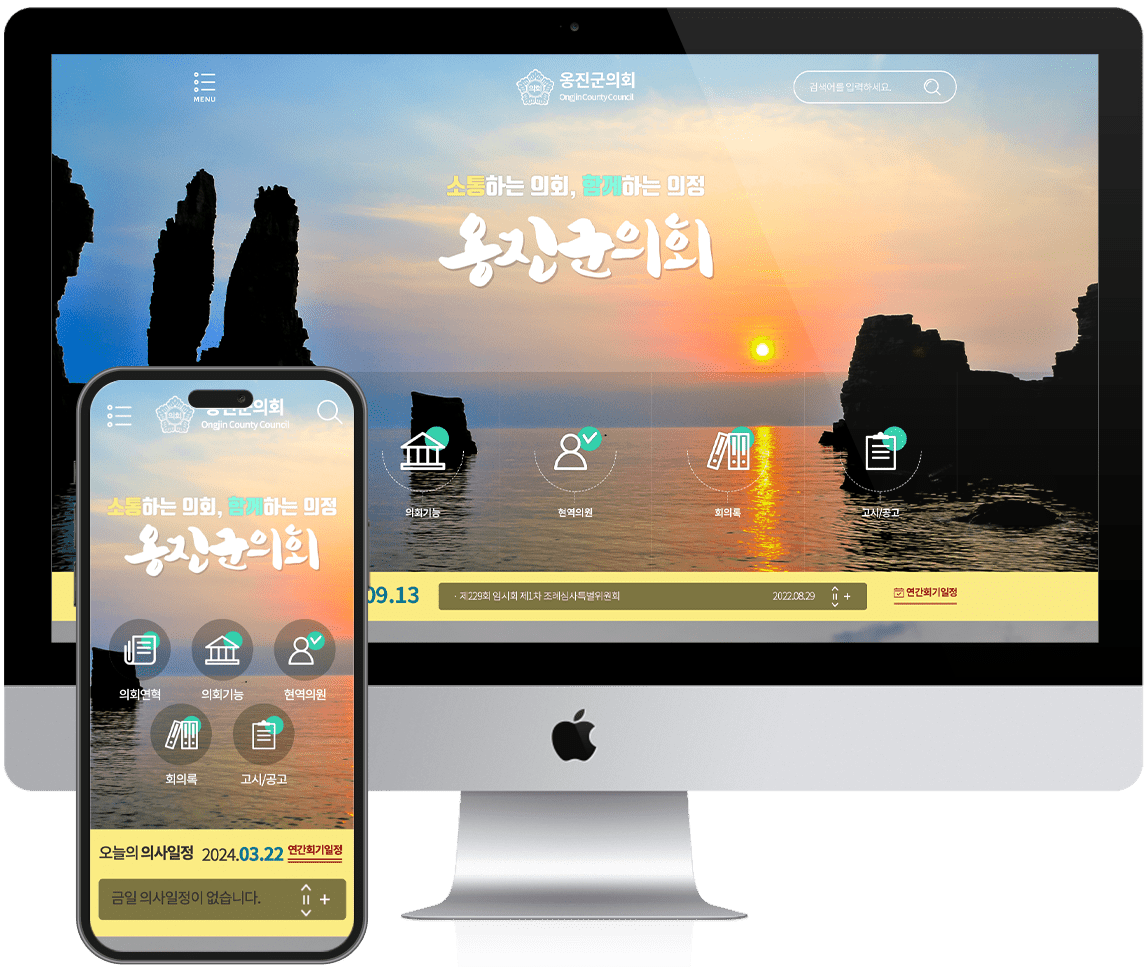 MENU
의회
옹진군의회
Ongjin County Council
검색어를 입력하세요.
소통하는 의회, 함께하는 의정
옹진군의회
의회기능
현역의원
회의록
고시/공고
09.13
· 제229회 임시회 제1차 조례심사특별위원회
2022.08.29
연간회기일정
의회
옹진군의회
Ongjin County Council
소통하는 의회, 함께하는 의정
옹진군의회
의회연혁
의회기능
현역의원
회의록
고시/공고
오늘의 의사일정 2024.03.22 연간회기일정
금일 의사일정이 없습니다.